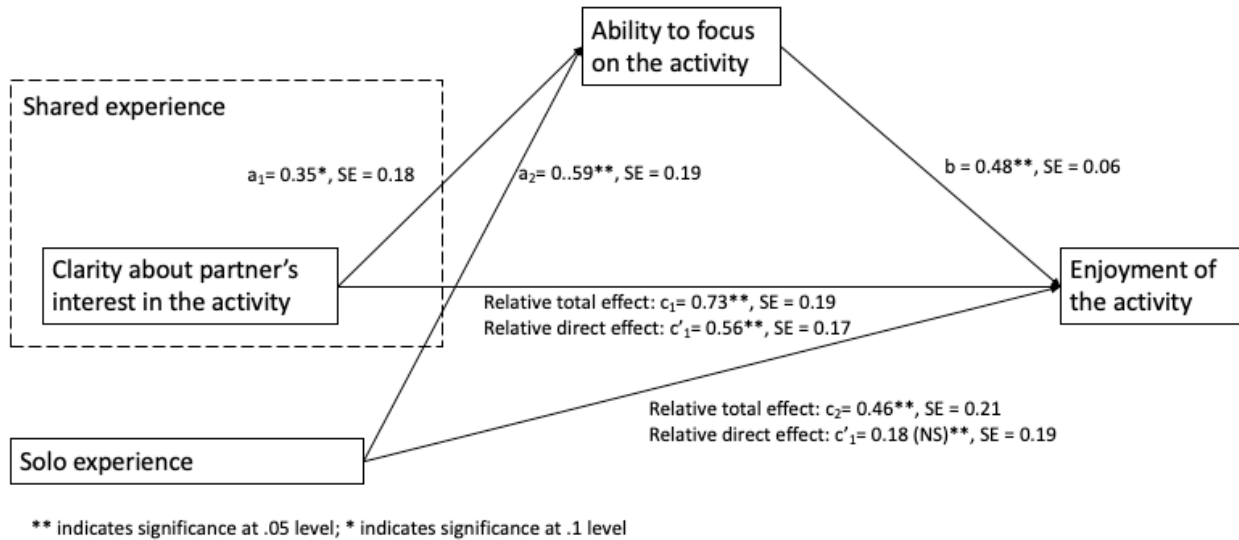 Ability to focus
on the activity
Shared experience
a₁= 0.35*, SE = 0.18
a₂= 0..59**, SE = 0.19
b = 0.48**, SE = 0.06
Clarity about partner's
interest in the activity
Enjoyment of
the activity
Relative total effect: c₁= 0.73**, SE = 0.19
Relative direct effect: c'₁= 0.56**, SE = 0.17
Relative total effect: c₂= 0.46**, SE = 0.21
Relative direct effect: c'₁= 0.18 (NS)**, SE = 0.19
Solo experience
** indicates significance at .05 level; * indicates significance at .1 level